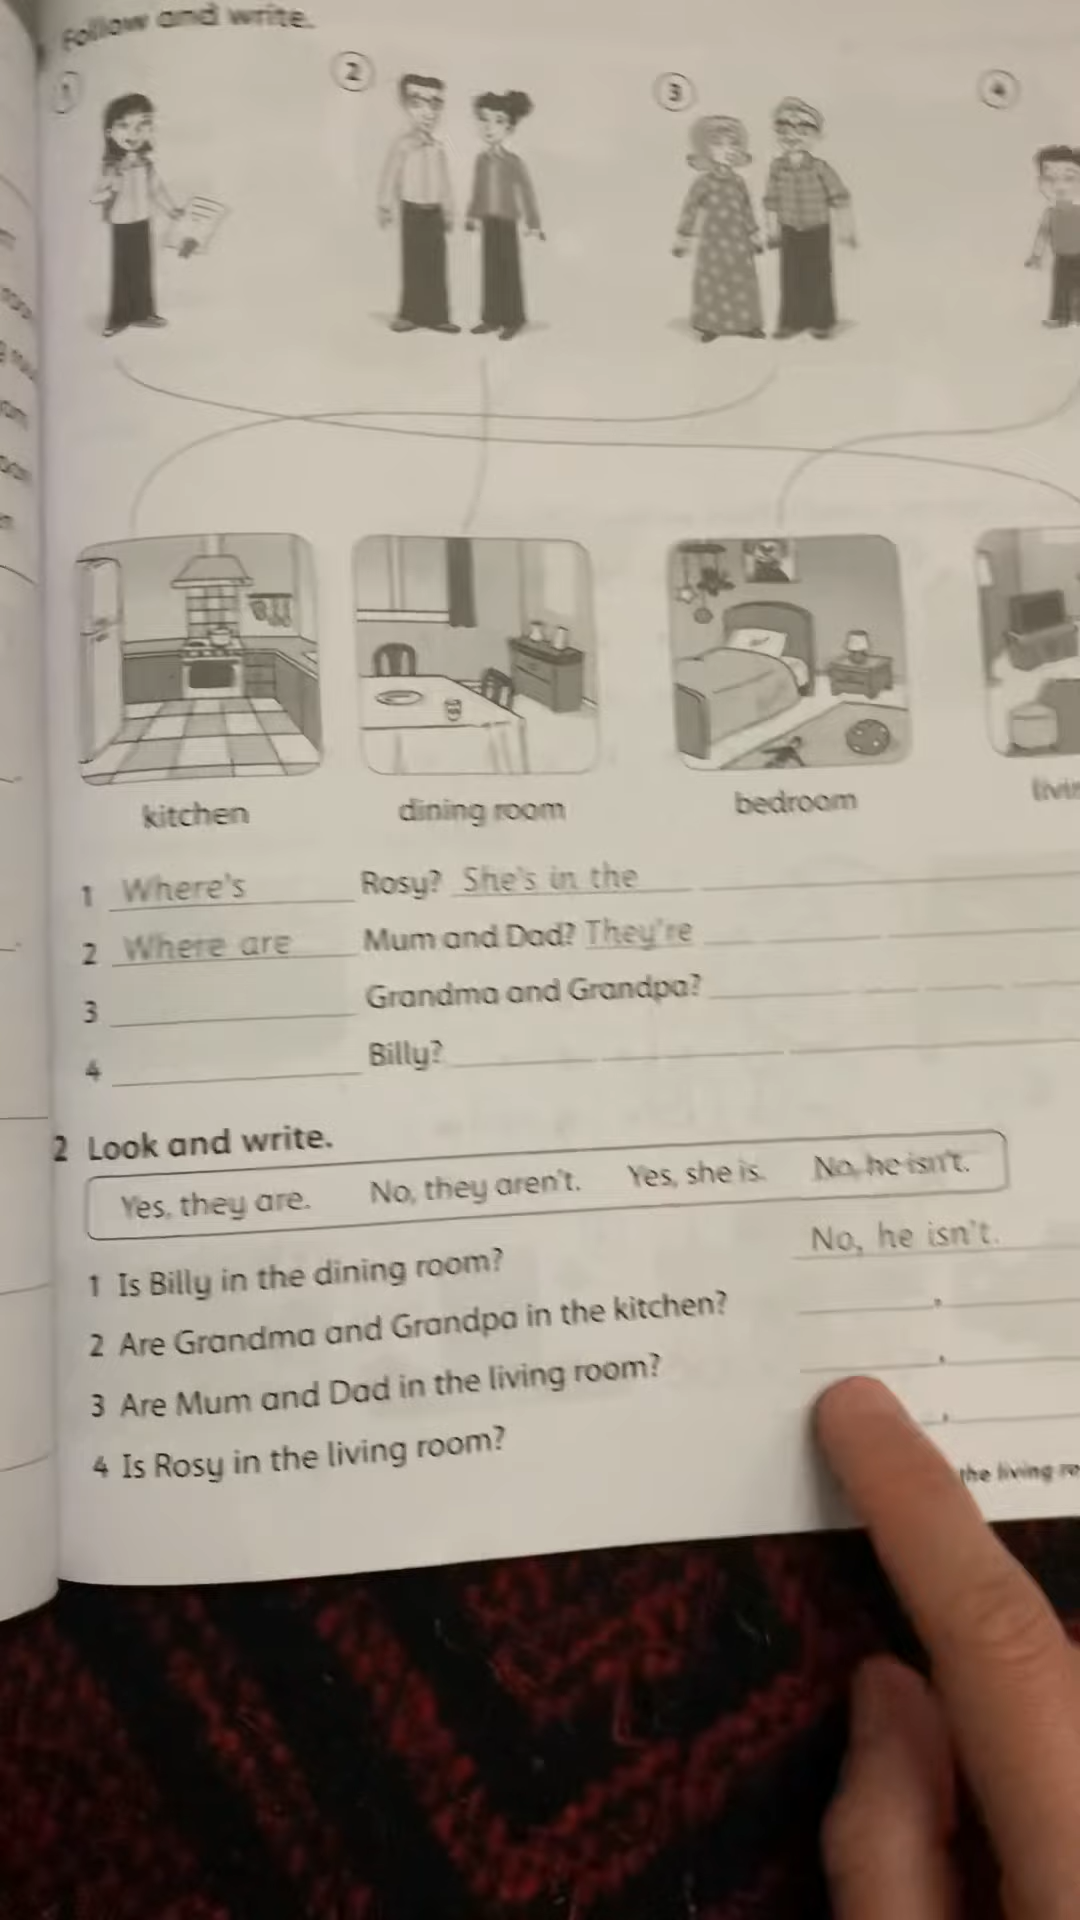 Follow and write.
1
2
3
4
kitchen
dining room
bedroom
1 Where's Rosy? She's in the
2 Where are Mum and Dad? They're
3 Grandma and Grandpa?
4 Billy?
2 Look and write.
Yes, they are. No, they aren't. Yes, she is. No, he isn't.
1 Is Billy in the dining room? No, he isn't.
2 Are Grandma and Grandpa in the kitchen? ,
3 Are Mum and Dad in the living room? ,
4 Is Rosy in the living room? ,
the living